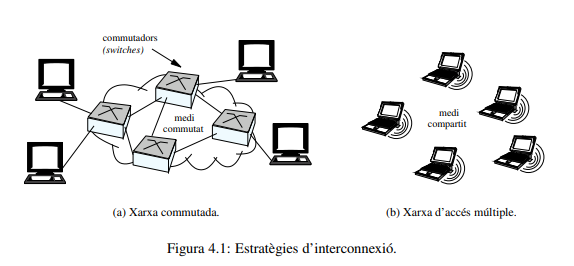 commutadors
(switches)
medi
commutat
medi
compartit
(a) Xarxa commutada.
(b) Xarxa d'accés múltiple.
Figura 4.1: Estratègies d'interconnexió.